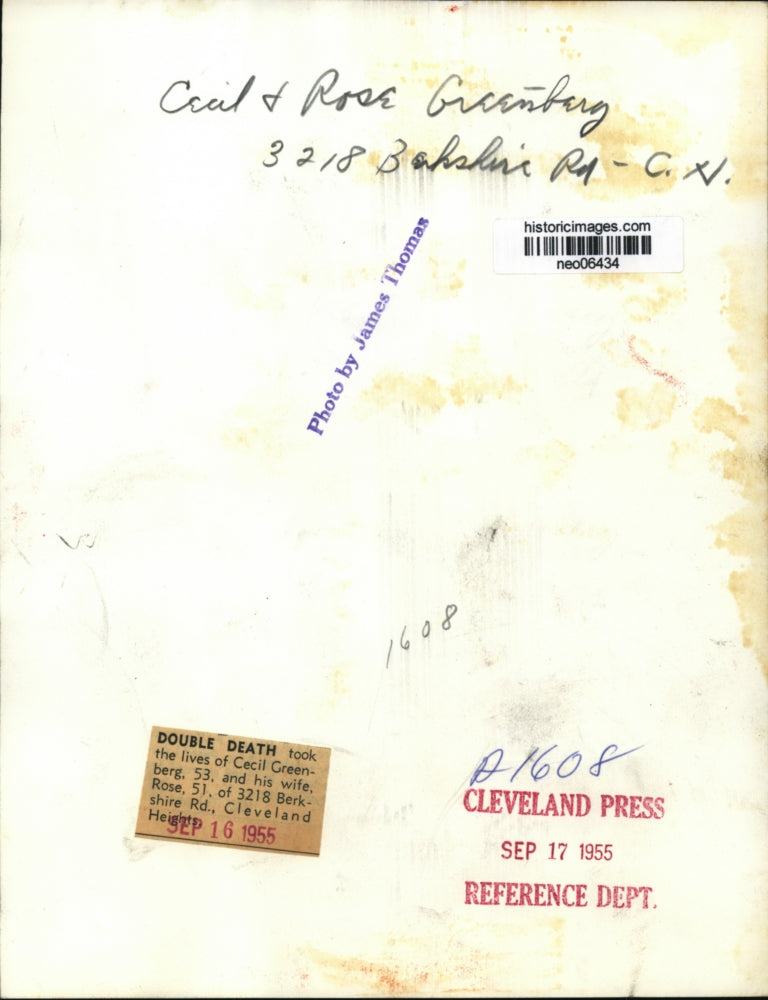 Cecil & Rose Greenberg
3218 Berkshire Rd - C. H.
Photo by James Thomas
historicimages.com
neo06434
1608
DOUBLE DEATH took
the lives of Cecil Green-
berg, 53, and his wife,
Rose, 51, of 3218 Berk-
shire Rd., Cleveland
Heights.
SEP 16 1955
A1608
CLEVELAND PRESS
SEP 17 1955
REFERENCE DEPT.